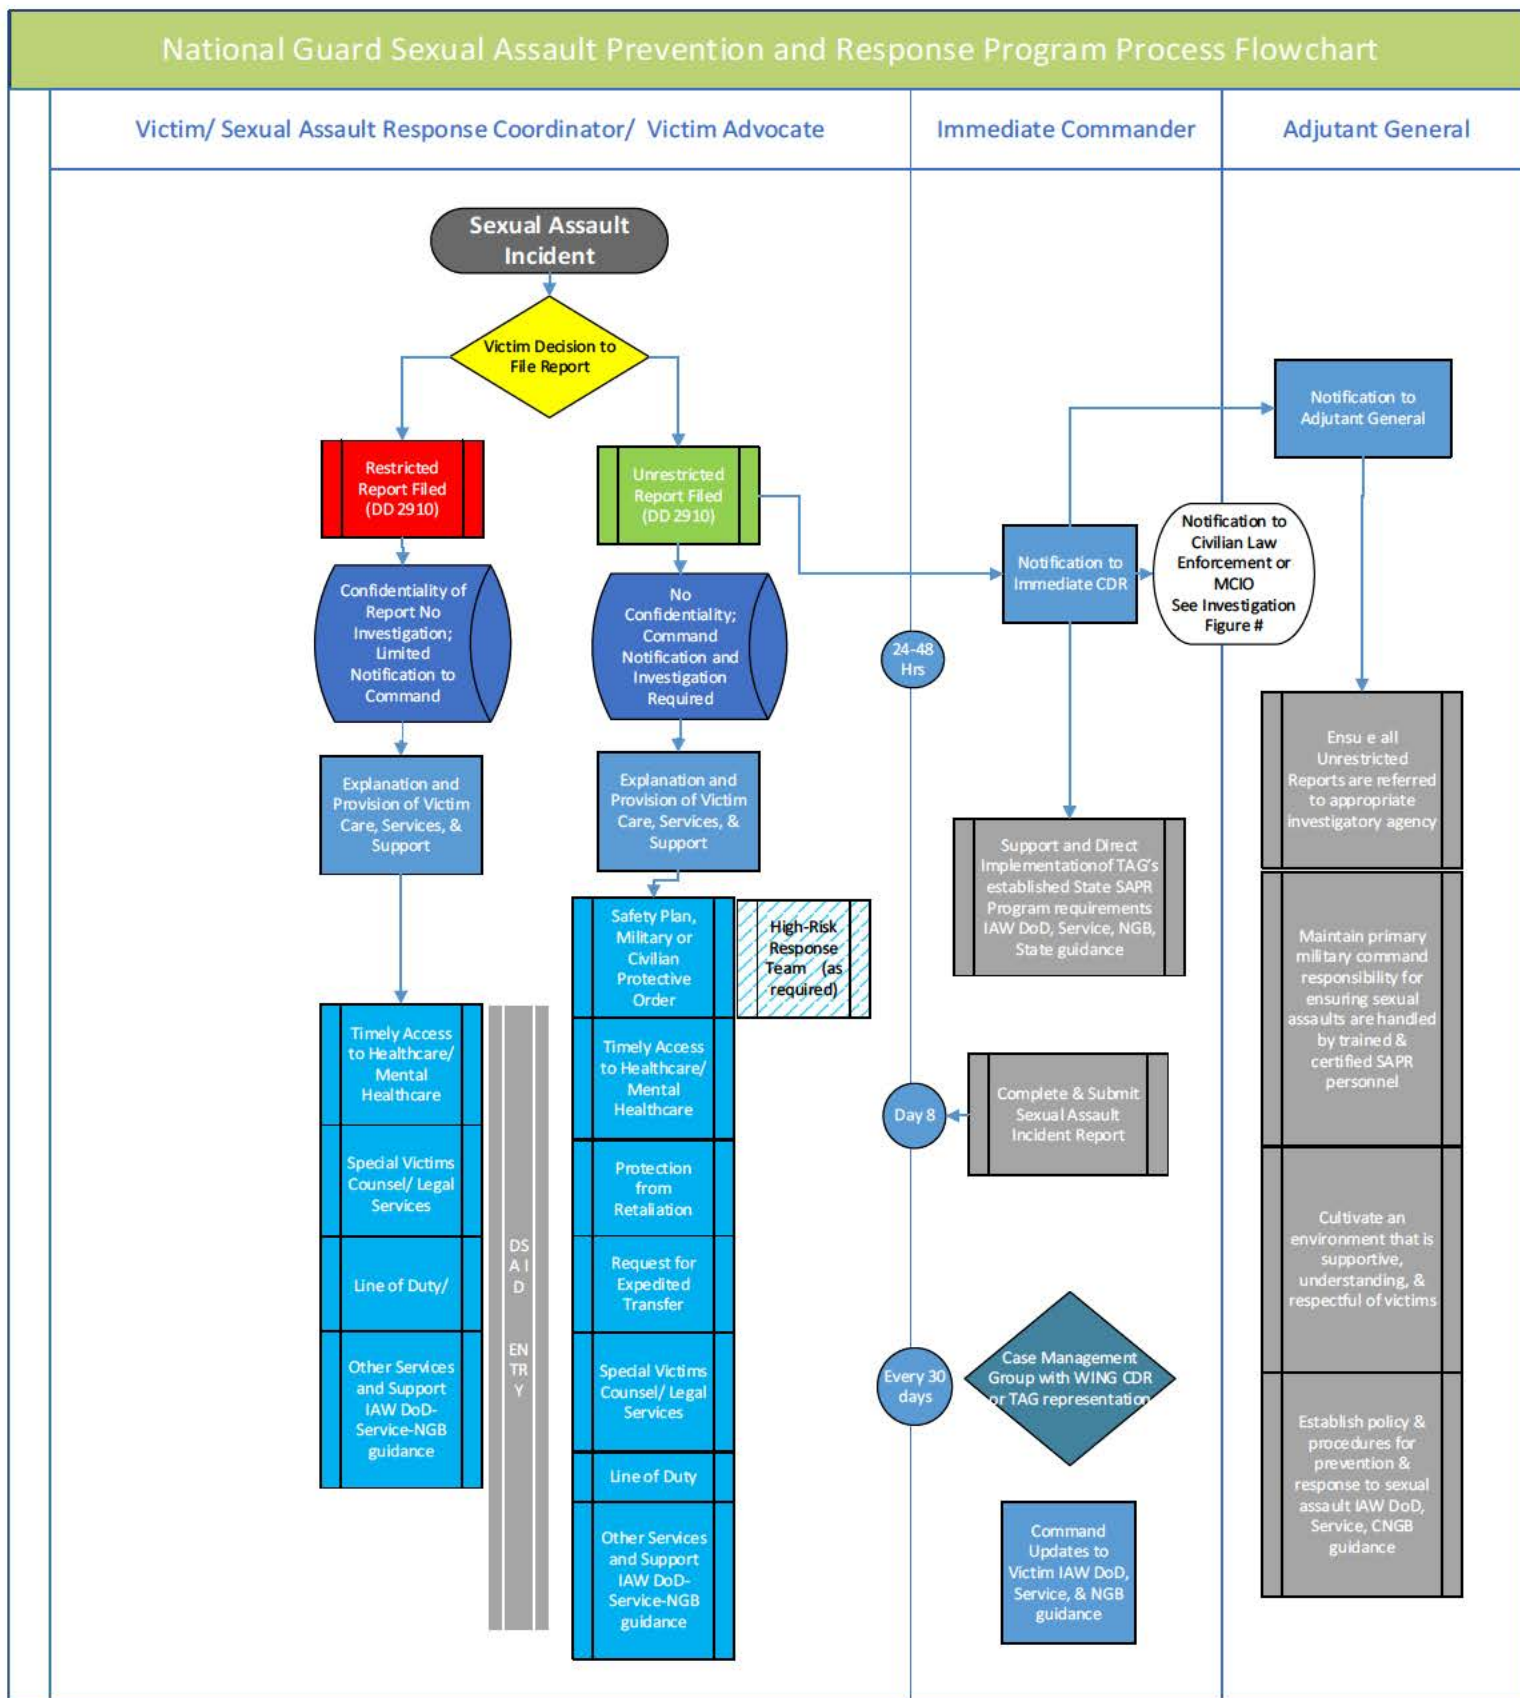 National Guard Sexual Assault Prevention and Response Program Process Flowchart
Victim/ Sexual Assault Response Coordinator/ Victim Advocate
Immediate Commander
Adjutant General
Sexual Assault
Incident
Victim Decision to
File Report
Restricted
Report Filed
(DD 2910)
Unrestricted
Report Filed
(DD 2910)
Confidentiality of
Report No
Investigation;
Limited
Notification to
Command
No
Confidentiality;
Command
Notification and
Investigation
Required
Explanation and
Provision of Victim
Care, Services, &
Support
Explanation and
Provision of Victim
Care, Services, &
Support
Timely Access
to Healthcare/
Mental
Healthcare
Special Victims
Counsel/ Legal
Services
Line of Duty/
Other Services
and Support
IAW DoD-
Service-NGB
guidance
DS
A I
D
EN
TR
Y
Safety Plan,
Military or
Civilian
Protective
Order
High-Risk
Response
Team (as
required)
Timely Access
to Healthcare/
Mental
Healthcare
Protection
from
Retaliation
Request for
Expedited
Transfer
Special Victims
Counsel/ Legal
Services
Line of Duty
Other Services
and Support
IAW DoD-
Service-NGB
guidance
24-48
Hrs
Day 8
Every 30
days
Notification to
Immediate CDR
Notification to
Civilian Law
Enforcement or
MCIO
See Investigation
Figure #
Support and Direct
Implementation of TAG's
established State SAPR
Program requirements
IAW DoD, Service, NGB,
State guidance
Complete & Submit
Sexual Assault
Incident Report
Case Management
Group with WING CDR
or TAG representation
Command
Updates to
Victim IAW DoD,
Service, & NGB
guidance
Notification to
Adjutant General
Ensu e all
Unrestricted
Reports are referred
to appropriate
investigatory agency
Maintain primary
military command
responsibility for
ensuring sexual
assaults are handled
by trained &
certified SAPR
personnel
Cultivate an
environment that is
supportive,
understanding, &
respectful of victims
Establish policy &
procedures for
prevention &
response to sexual
assault IAW DoD,
Service, CNGB
guidance